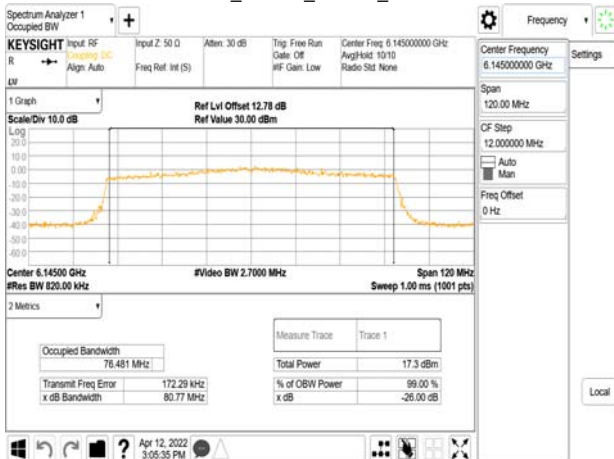 Spectrum Analyzer 1
Occupied BW
Frequency
KEYSIGHT
R
Input: RF
Coupling: DC
Align: Auto
Input Z: 50 Ω
Freq Ref: Int (S)
Atten: 30 dB
Trig: Free Run
Gate: Off
#IF Gain: Low
Center Freq: 6.145000000 GHz
Avg|Hold: 10/10
Radio Std: None
Center Frequency
6.145000000 GHz
Settings
Span
120.00 MHz
CF Step
12.000000 MHz
Auto
Man
Freq Offset
0 Hz
Local
1 Graph
Scale/Div 10.0 dB
Ref Lvl Offset 12.78 dB
Ref Value 30.00 dBm
Log
20.0
10.0
0.00
-10.0
-20.0
-30.0
-40.0
-50.0
-60.0
Center 6.14500 GHz
#Video BW 2.7000 MHz
Span 120 MHz
#Res BW 820.00 kHz
Sweep 1.00 ms (1001 pts)
2 Metrics
Measure Trace
Trace 1
Occupied Bandwidth
76.481 MHz
Total Power
17.3 dBm
Transmit Freq Error
172.29 kHz
% of OBW Power
99.00 %
x dB Bandwidth
80.77 MHz
x dB
-26.00 dB
?
Apr 12, 2022
3:05:35 PM